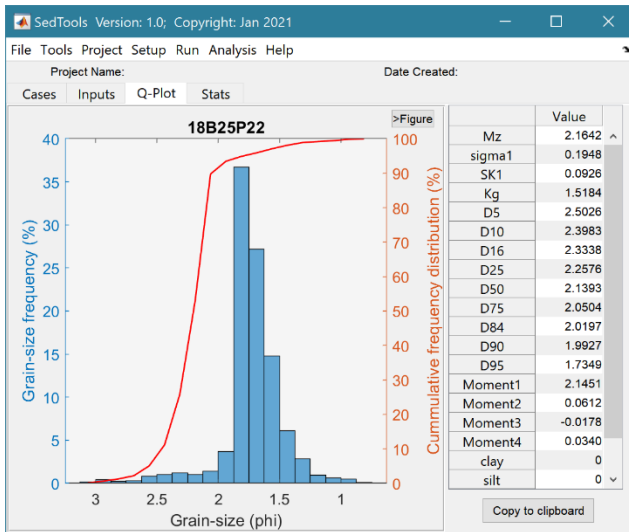 SedTools Version: 1.0; Copyright: Jan 2021
File Tools Project Setup Run Analysis Help
Project Name: Date Created:
Cases Inputs Q-Plot Stats
>Figure
18B25P22
Grain-size frequency (%)
40
35
30
25
20
15
10
5
0
3 2.5 2 1.5 1
Grain-size (phi)
100
90
80
70
60
50
40
30
20
10
0
Cummulative frequency distribution (%)
Value
Mz 2.1642
sigma1 0.1948
SK1 0.0926
Kg 1.5184
D5 2.5026
D10 2.3983
D16 2.3338
D25 2.2576
D50 2.1393
D75 2.0504
D84 2.0197
D90 1.9927
D95 1.7349
Moment1 2.1451
Moment2 0.0612
Moment3 -0.0178
Moment4 0.0340
clay 0
silt 0
Copy to clipboard